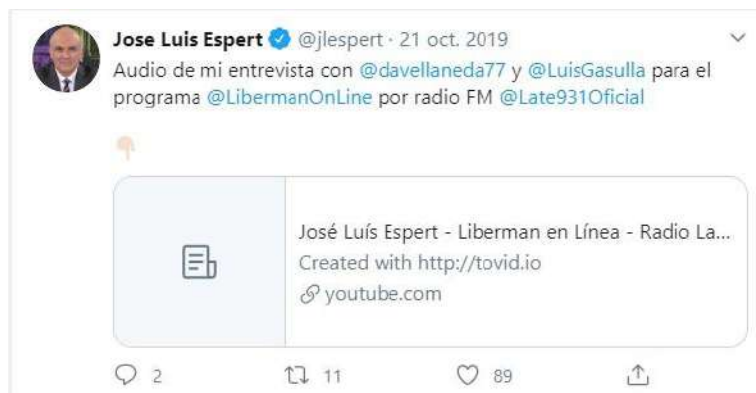 Jose Luis Espert @jlespert · 21 oct. 2019
Audio de mi entrevista con @davellaneda77 y @LuisGasulla para el
programa @LibermanOnLine por radio FM @Late931Oficial
José Luís Espert - Liberman en Línea - Radio La...
Created with http://tovid.io
youtube.com
2 11 89